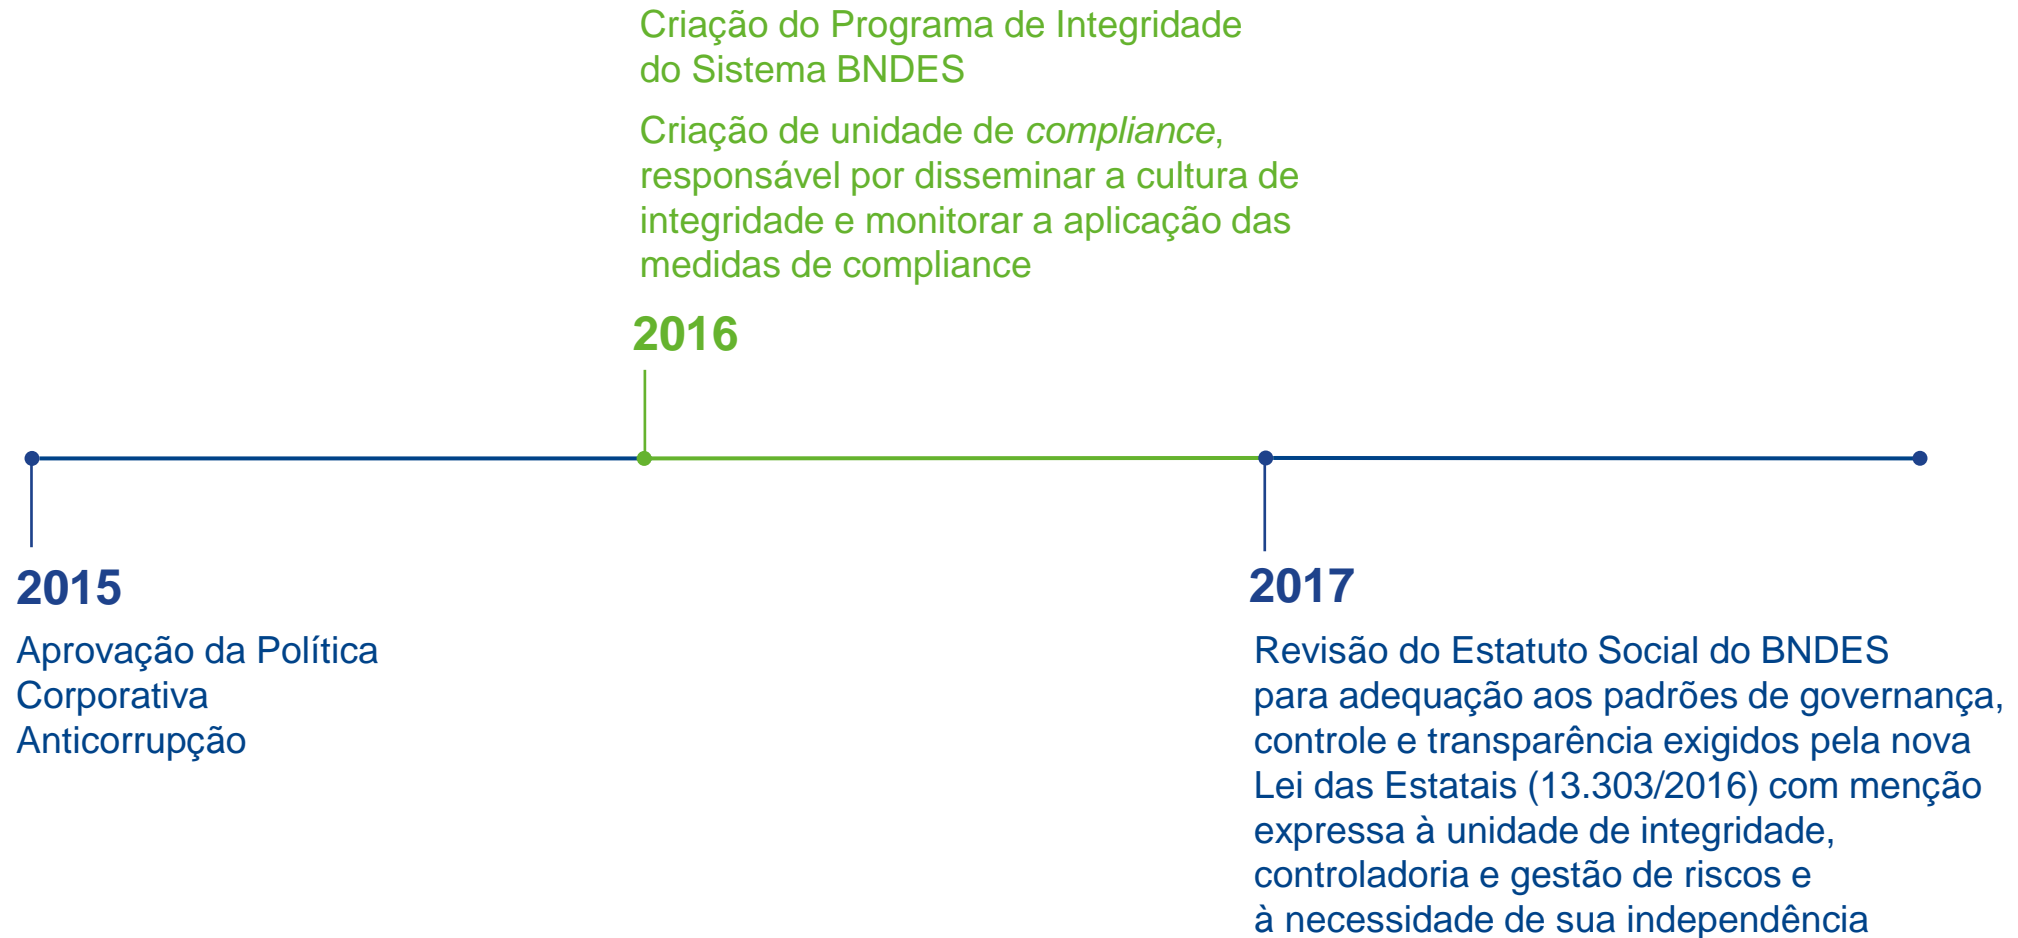 Criação do Programa de Integridade
do Sistema BNDES
Criação de unidade de compliance,
responsável por disseminar a cultura de
integridade e monitorar a aplicação das
medidas de compliance
2016
2015
Aprovação da Política
Corporativa
Anticorrupção
2017
Revisão do Estatuto Social do BNDES
para adequação aos padrões de governança,
controle e transparência exigidos pela nova
Lei das Estatais (13.303/2016) com menção
expressa à unidade de integridade,
controladoria e gestão de riscos e
à necessidade de sua independência